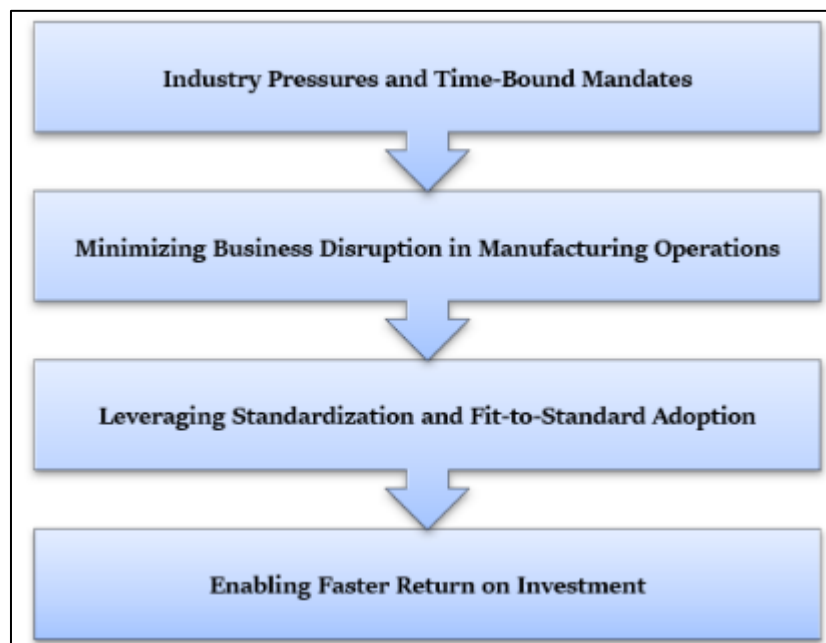 Industry Pressures and Time-Bound Mandates
Minimizing Business Disruption in Manufacturing Operations
Leveraging Standardization and Fit-to-Standard Adoption
Enabling Faster Return on Investment